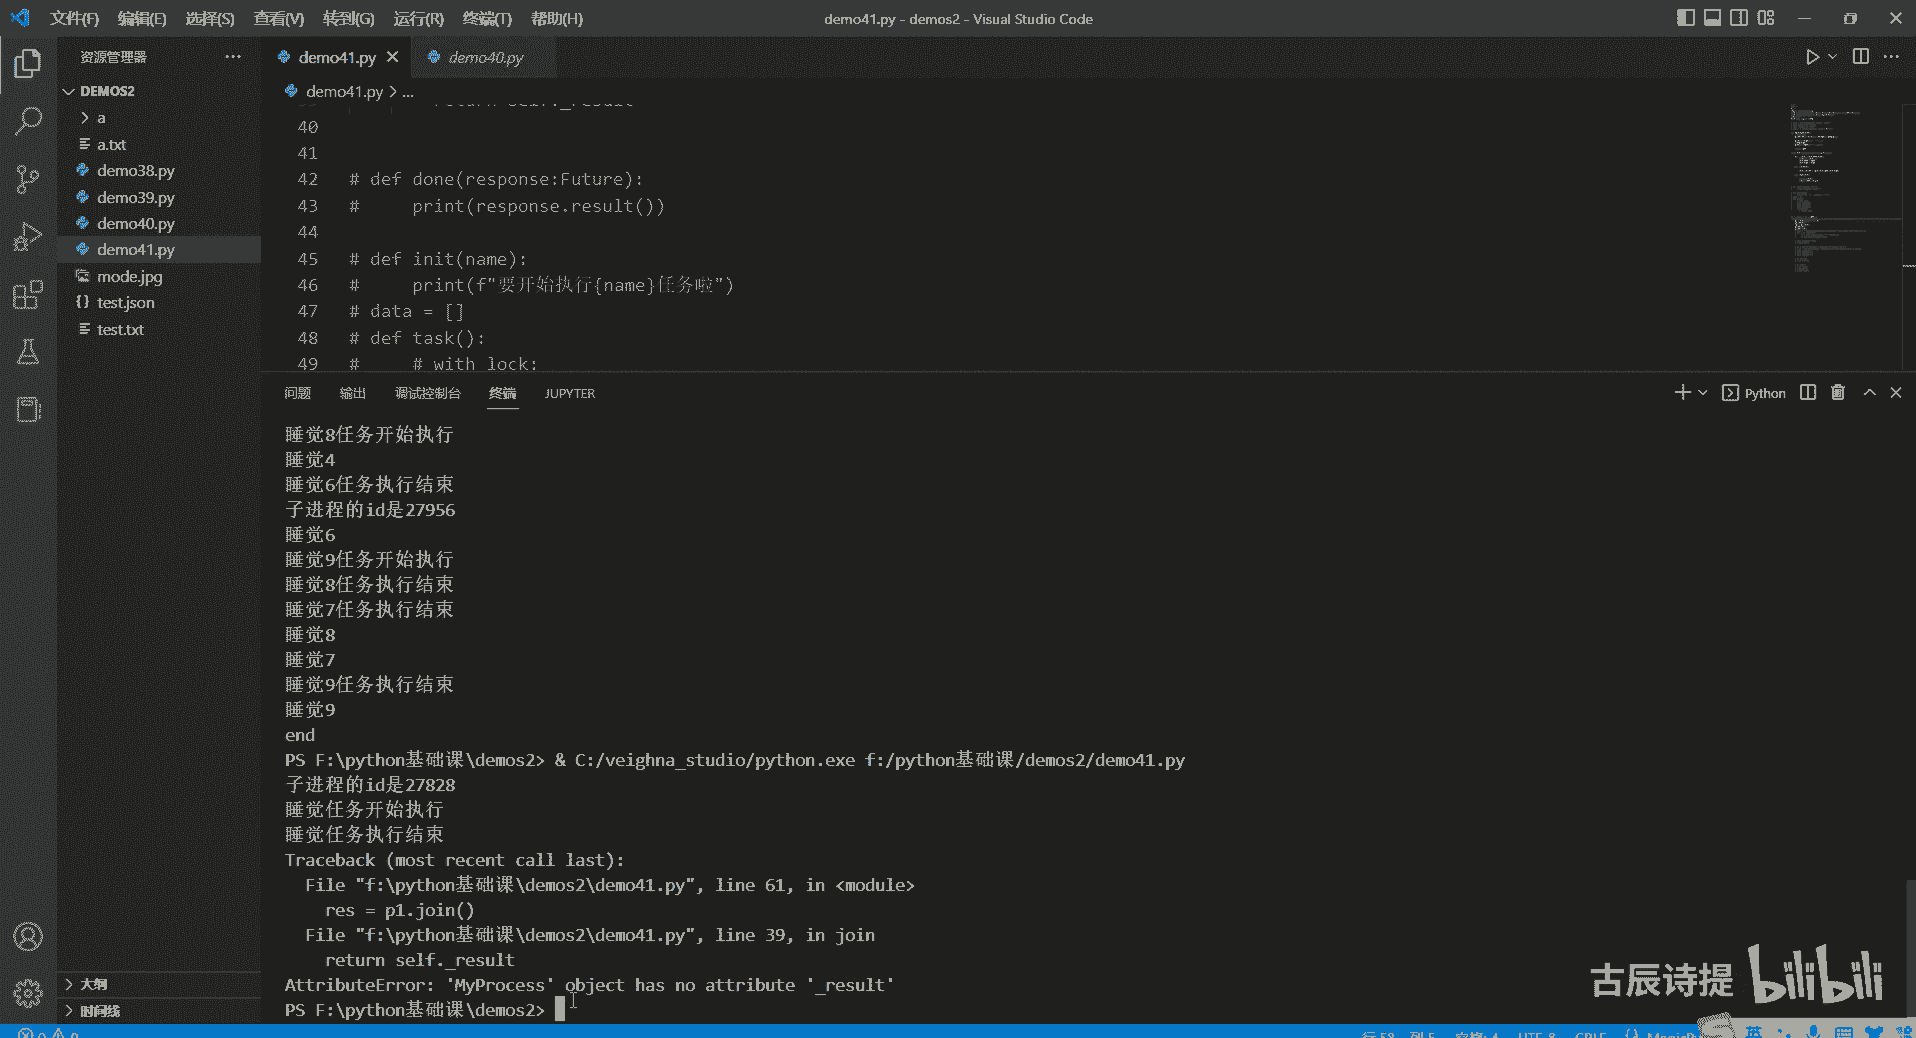 文件(F) 编辑(E) 选择(S) 查看(V) 转到(G) 运行(R) 终端(T) 帮助(H)
demo41.py - demos2 - Visual Studio Code
资源管理器
DEMOS2
a
a.txt
demo38.py
demo39.py
demo40.py
demo41.py
mode.jpg
test.json
test.txt
大纲
时间线
demo41.py demo40.py
demo41.py > ...
40
41
42 # def done(response:Future):
43 #     print(response.result())
44
45 # def init(name):
46 #     print(f"要开始执行{name}任务啦")
47 # data = []
48 # def task():
49 #     # with lock:
问题 输出 调试控制台 终端 JUPYTER
Python
睡觉8任务开始执行
睡觉4
睡觉6任务执行结束
子进程的id是27956
睡觉6
睡觉9任务开始执行
睡觉8任务执行结束
睡觉7任务执行结束
睡觉8
睡觉7
睡觉9任务执行结束
睡觉9
end
PS F:\python基础课\demos2> & C:/veighna_studio/python.exe f:/python基础课/demos2/demo41.py
子进程的id是27828
睡觉任务开始执行
睡觉任务执行结束
Traceback (most recent call last):
  File "f:\python基础课\demos2\demo41.py", line 61, in <module>
    res = p1.join()
  File "f:\python基础课\demos2\demo41.py", line 39, in join
    return self._result
AttributeError: 'MyProcess' object has no attribute '_result'
PS F:\python基础课\demos2>
古辰诗提 bilibili
英